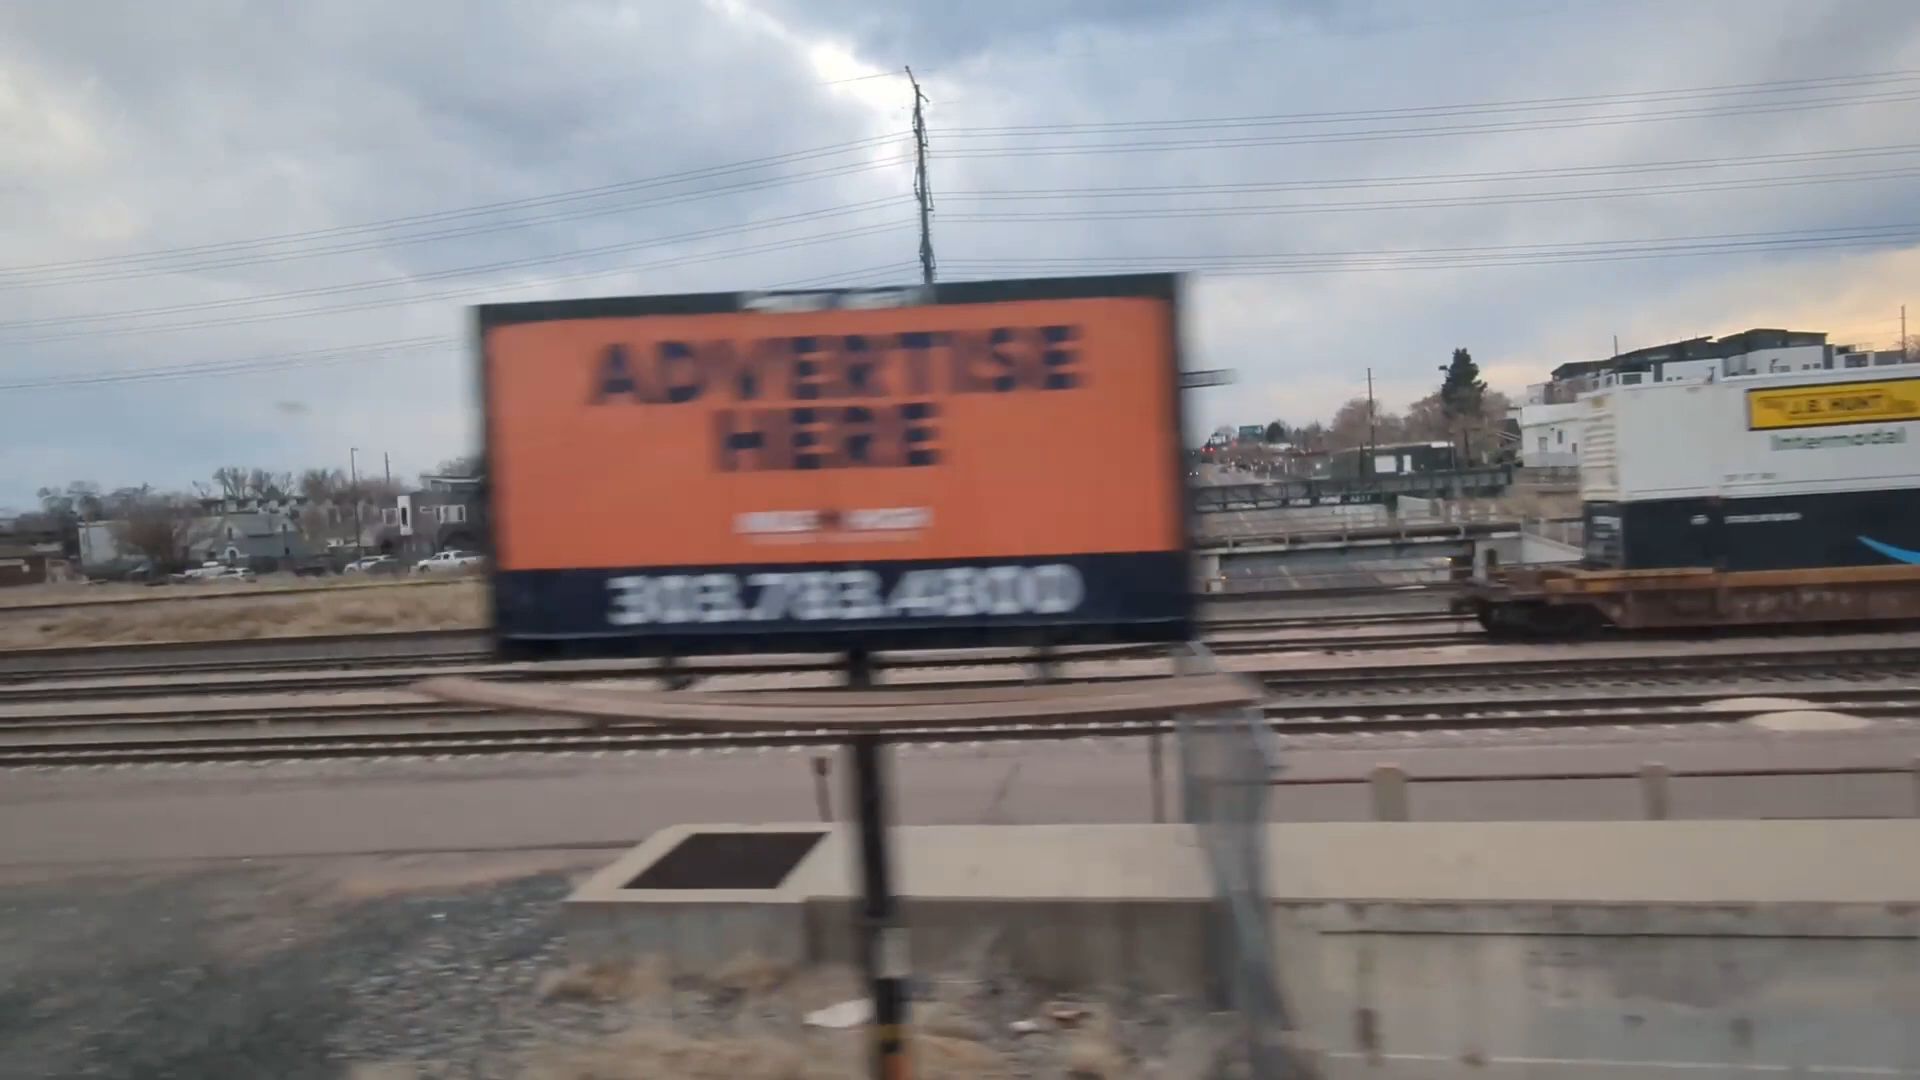 ADVERTISE
HERE
303.783.4800
J.B. HUNT
Intermodal